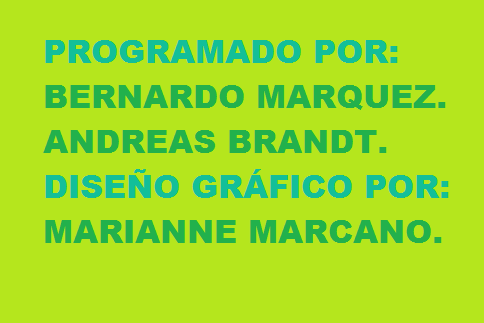 PROGRAMADO POR:
BERNARDO MARQUEZ.
ANDREAS BRANDT.
DISEÑO GRÁFICO POR:
MARIANNE MARCANO.